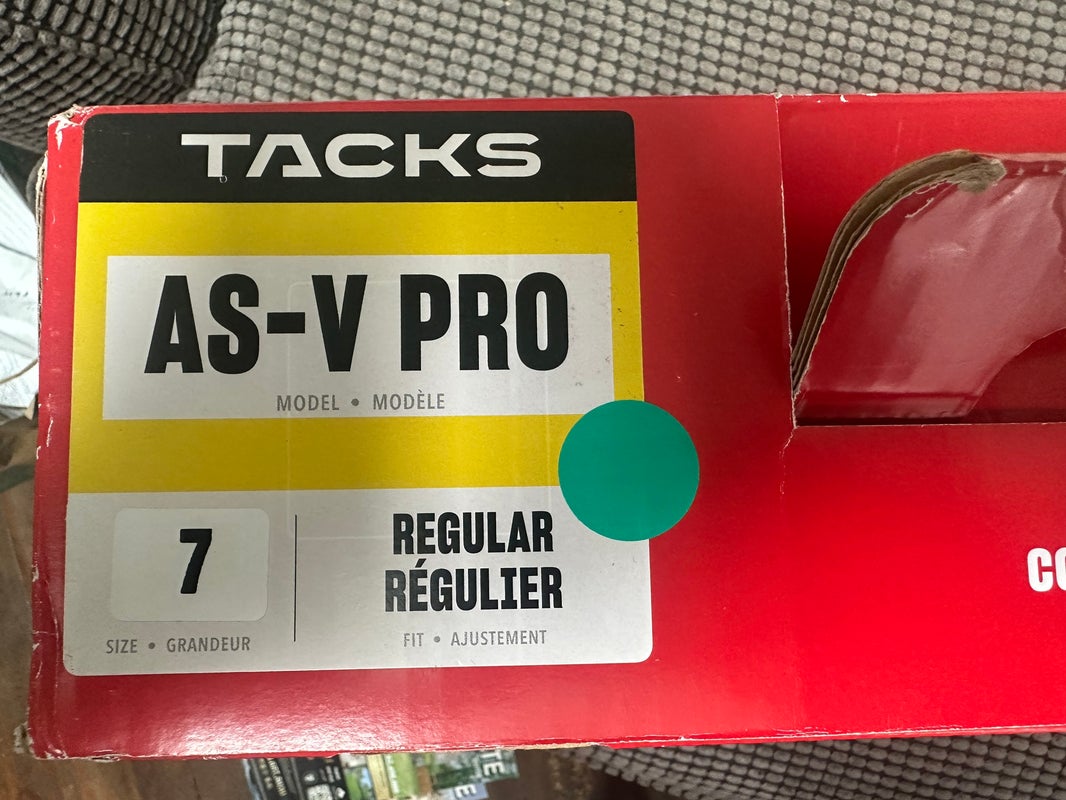 TACKS
AS-V PRO
MODEL • MODÈLE
7
SIZE • GRANDEUR
REGULAR
RÉGULIER
FIT • AJUSTEMENT